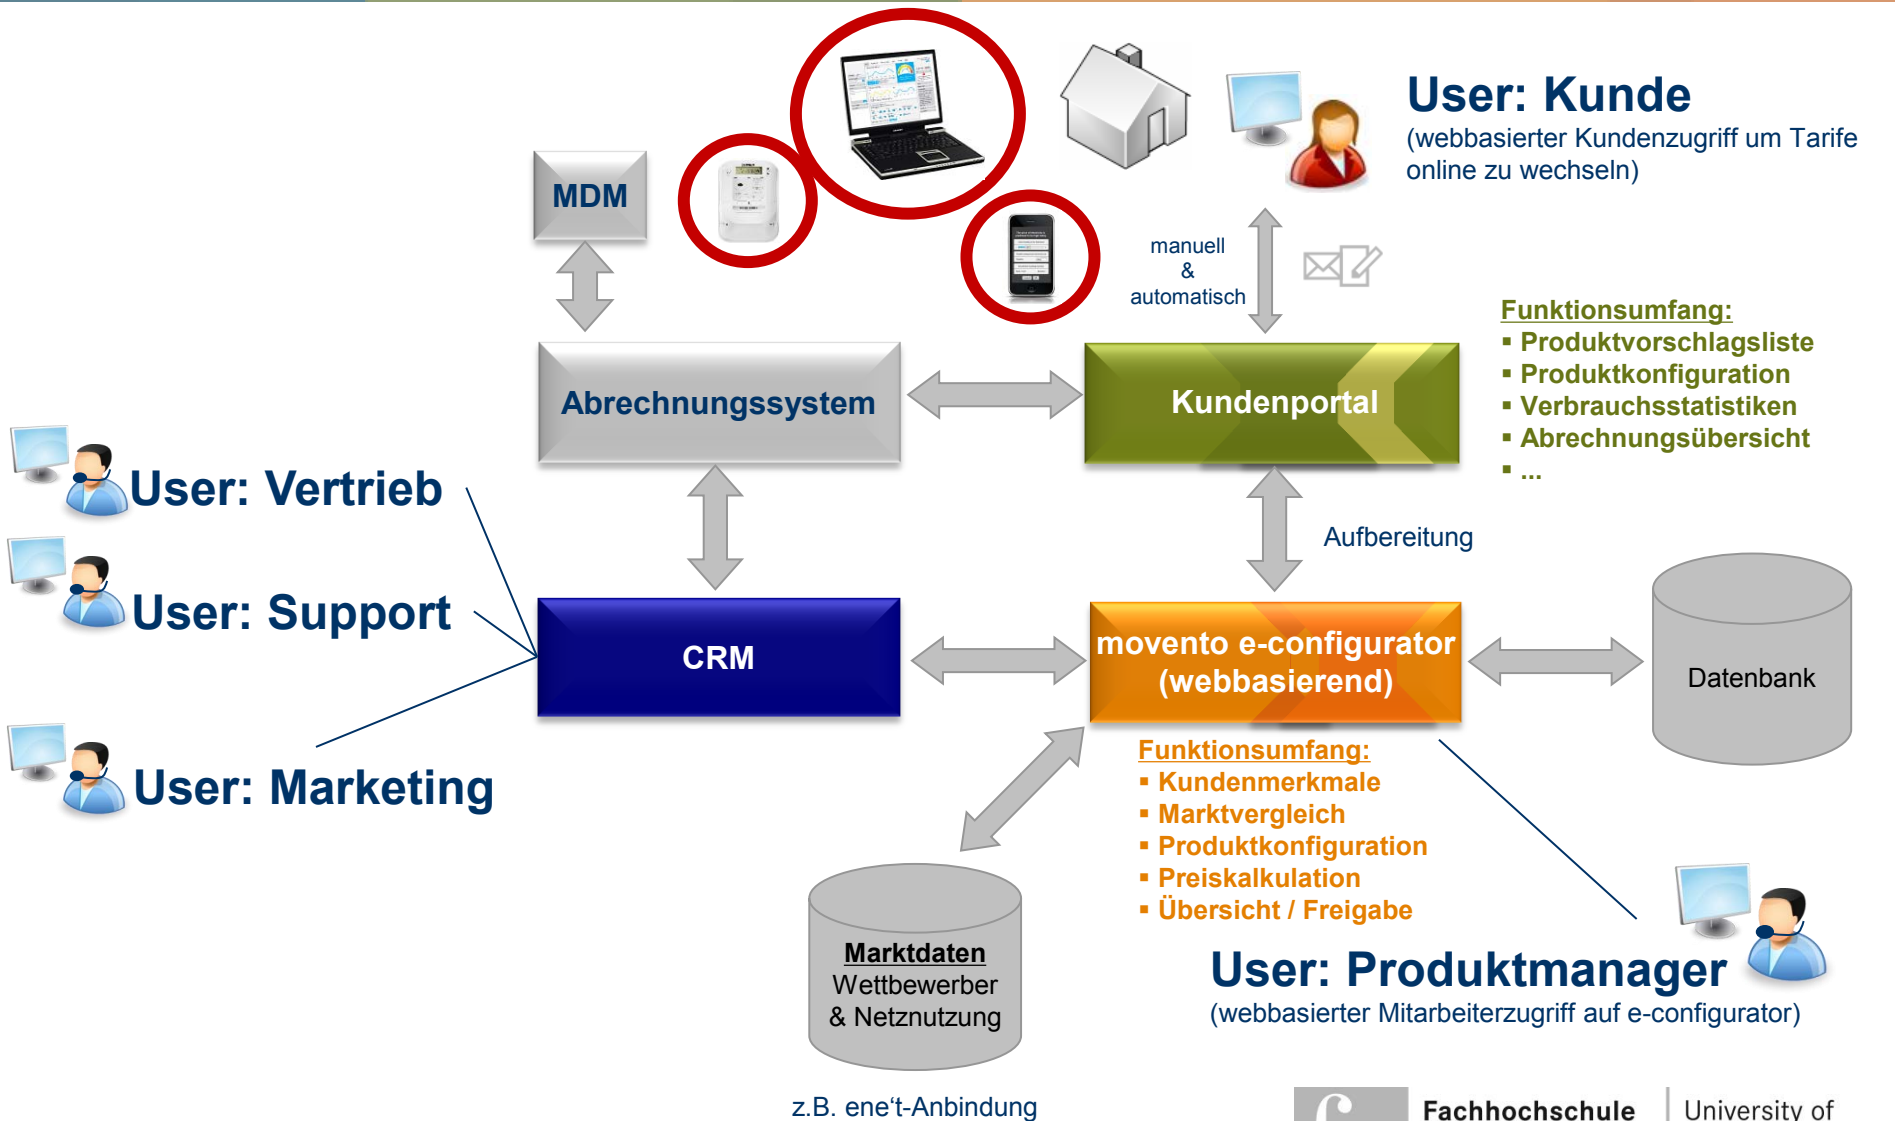 User: Kunde
(webbasierter Kundenzugriff um Tarife
online zu wechseln)
MDM
manuell
&
automatisch
Funktionsumfang:
▪ Produktvorschlagsliste
▪ Produktkonfiguration
▪ Verbrauchsstatistiken
▪ Abrechnungsübersicht
▪ ...
Abrechnungssystem
Kundenportal
User: Vertrieb
Aufbereitung
User: Support
CRM
movento e-configurator
(webbasierend)
Datenbank
User: Marketing
Funktionsumfang:
▪ Kundenmerkmale
▪ Marktvergleich
▪ Produktkonfiguration
▪ Preiskalkulation
▪ Übersicht / Freigabe
Marktdaten
Wettbewerber
& Netznutzung
User: Produktmanager
(webbasierter Mitarbeiterzugriff auf e-configurator)
z.B. ene‘t-Anbindung
Fachhochschule
University of